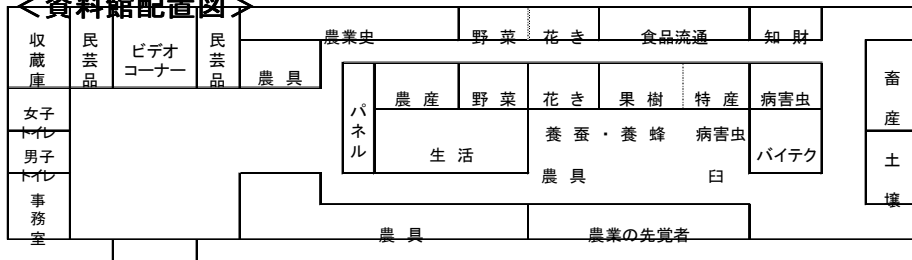 ＜資料館配置図＞
収蔵庫
民芸品
ビデオ
コーナー
民芸品
農業史
野菜
花き
食品流通
知財
農具
パネル
農産
野菜
花き
果樹
特産
病害虫
畜産
女子
トイレ
男子
トイレ
生活
養蚕・養蜂
病害虫
バイテク
農具
臼
土壌
事務室
農具
農業の先覚者